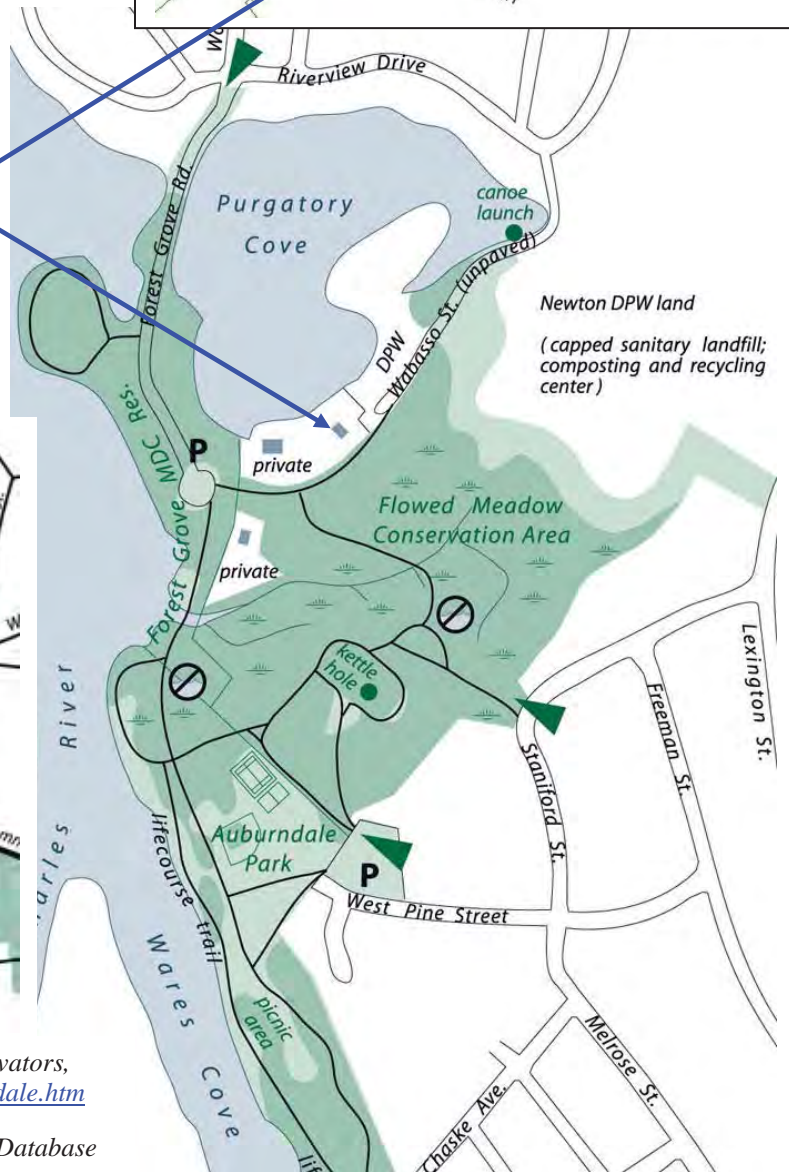 Riverview Drive
Forest Grove Rd.
Purgatory
Cove
canoe
launch
Wabasso St. (unpaved)
DPW
Newton DPW land
(capped sanitary landfill;
composting and recycling
center)
Forest Grove MDC Res.
P
private
Flowed Meadow
Conservation Area
private
kettle
hole
River
Lexington St.
Freeman St.
Staniford St.
lifecourse trail
Auburndale
Park
P
West Pine Street
Wares Cove
picnic
area
Melrose St.
Chaske Ave.
vators,
dale.htm
Database